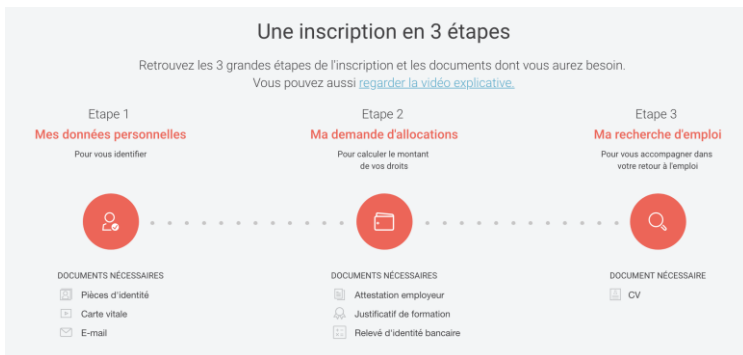 Une inscription en 3 étapes
Retrouvez les 3 grandes étapes de l'inscription et les documents dont vous aurez besoin.
Vous pouvez aussi regarder la vidéo explicative.
Etape 1
Mes données personnelles
Pour vous identifier
DOCUMENTS NÉCESSAIRES
Pièces d'identité
Carte vitale
E-mail
Etape 2
Ma demande d'allocations
Pour calculer le montant
de vos droits
DOCUMENTS NÉCESSAIRES
Attestation employeur
Justificatif de formation
Relevé d'identité bancaire
Etape 3
Ma recherche d'emploi
Pour vous accompagner dans
votre retour à l'emploi
DOCUMENT NÉCESSAIRE
CV